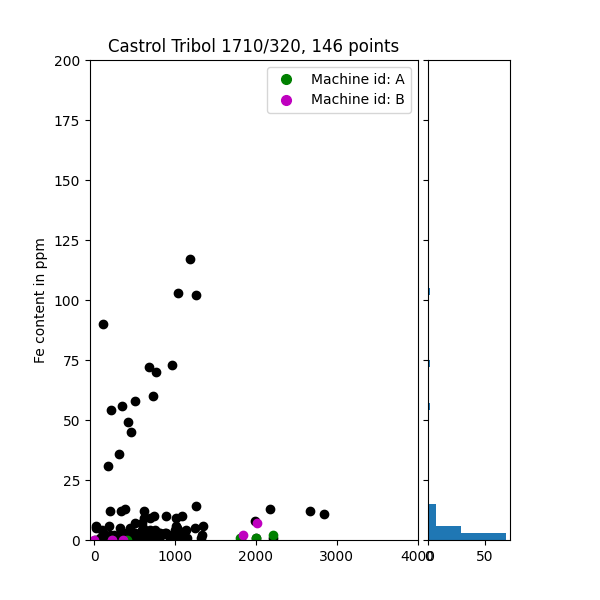 Castrol Tribol 1710/320, 146 points
Machine id: A
Machine id: B
Fe content in ppm
200
175
150
125
100
75
50
25
0
0 1000 2000 3000 4000
0 50